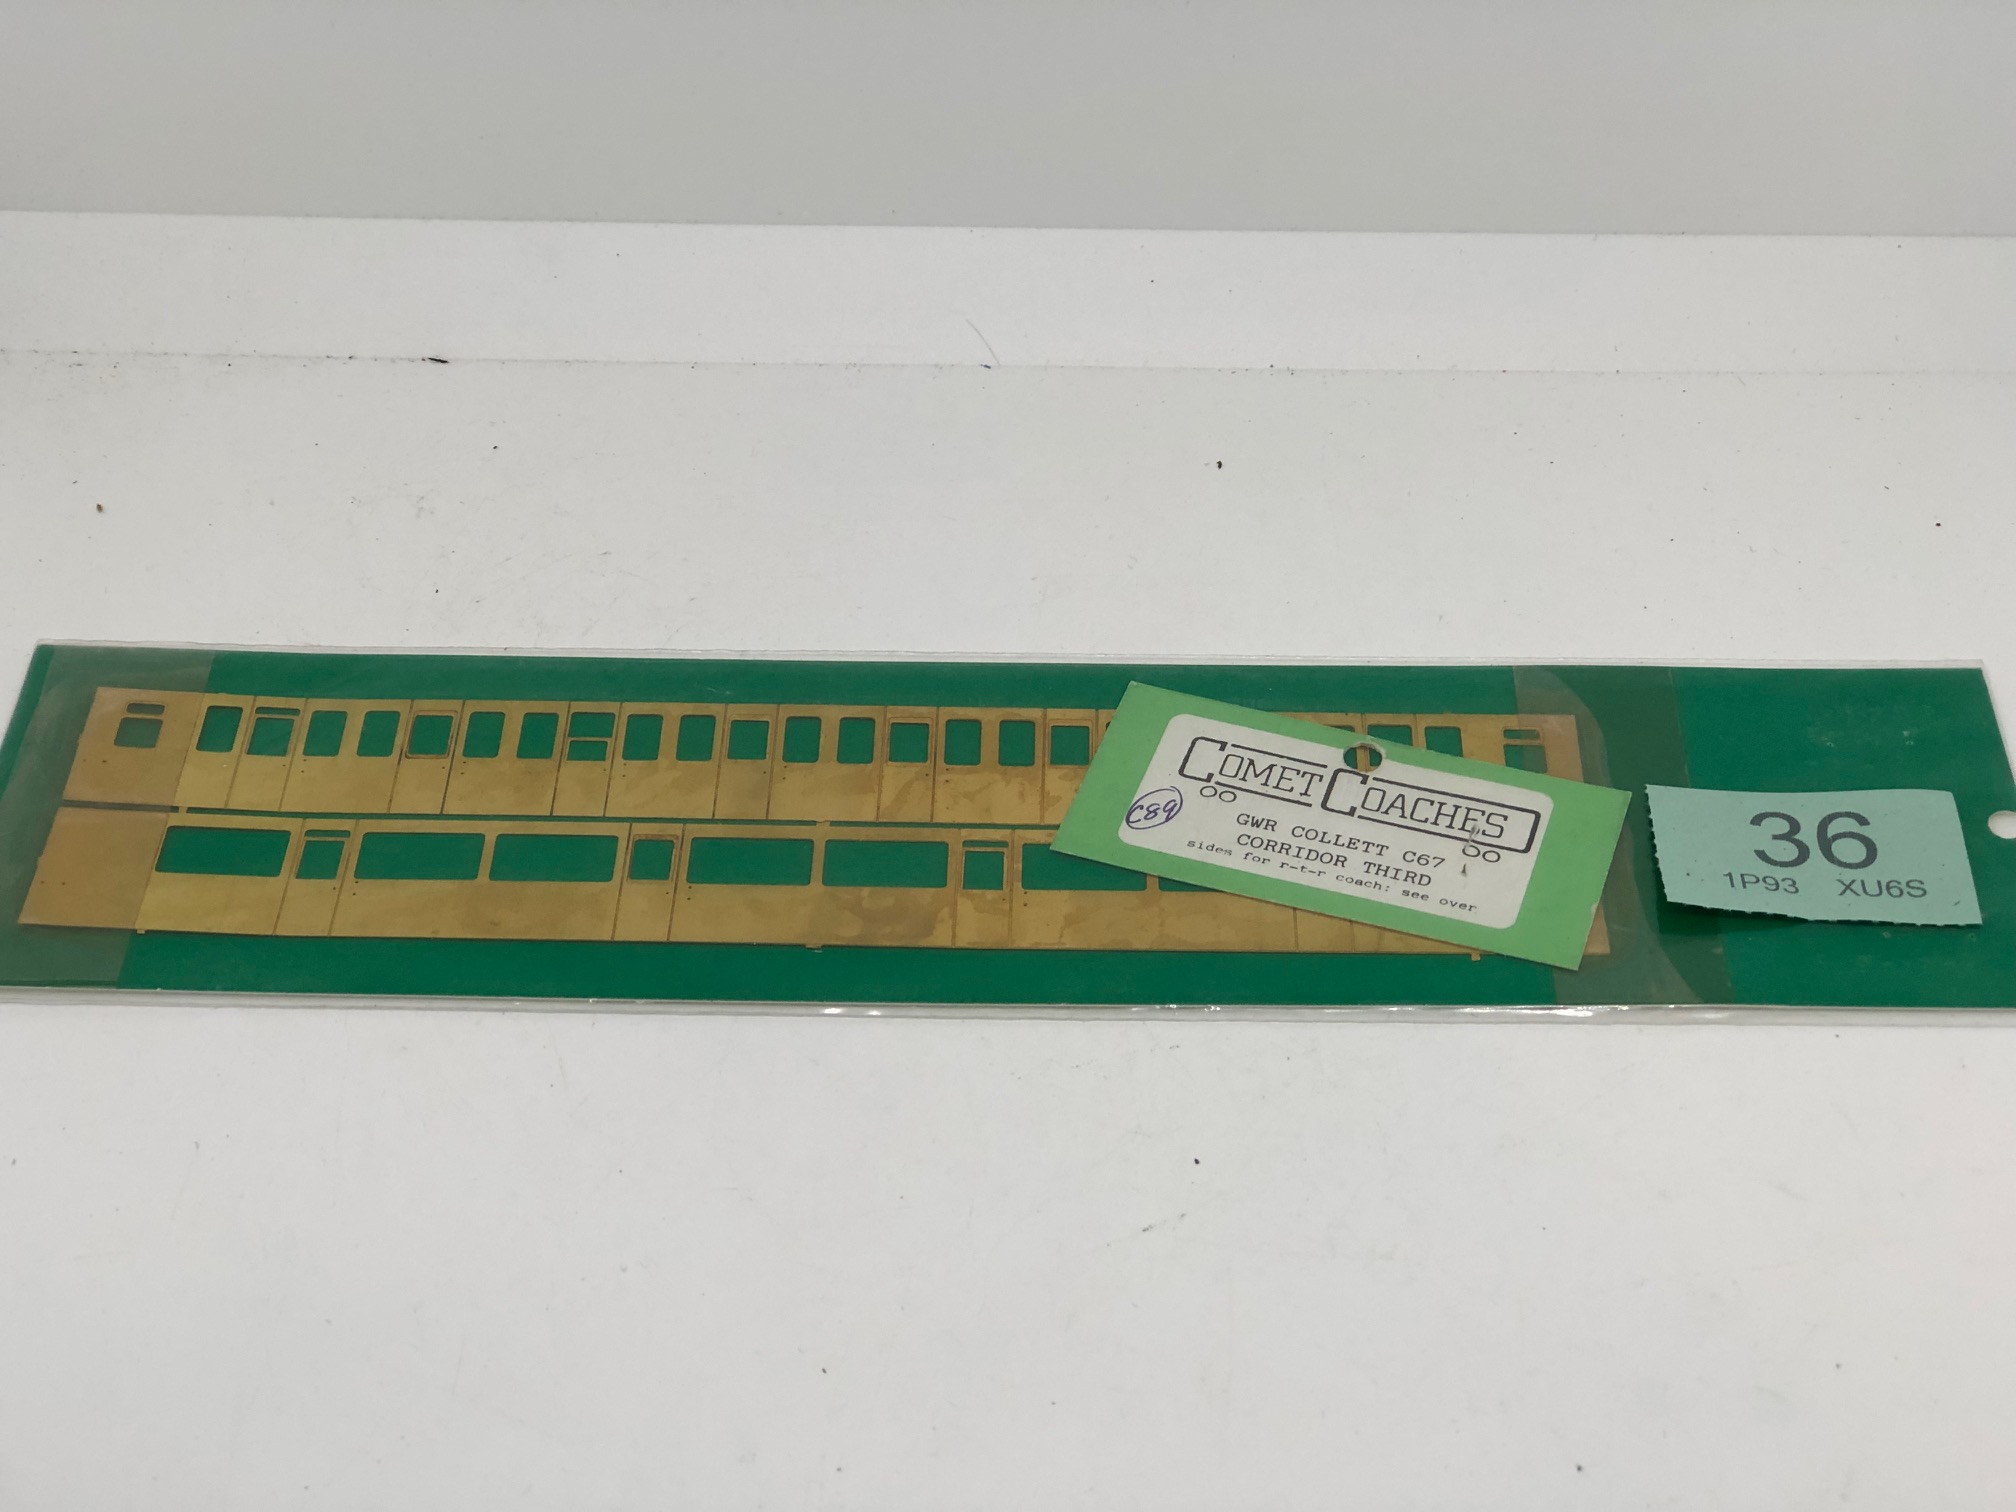 COMET COACHES
C89
GWR COLLETT C67
CORRIDOR THIRD
sides for r-t-r coach: see over
36
1P93 XU6S